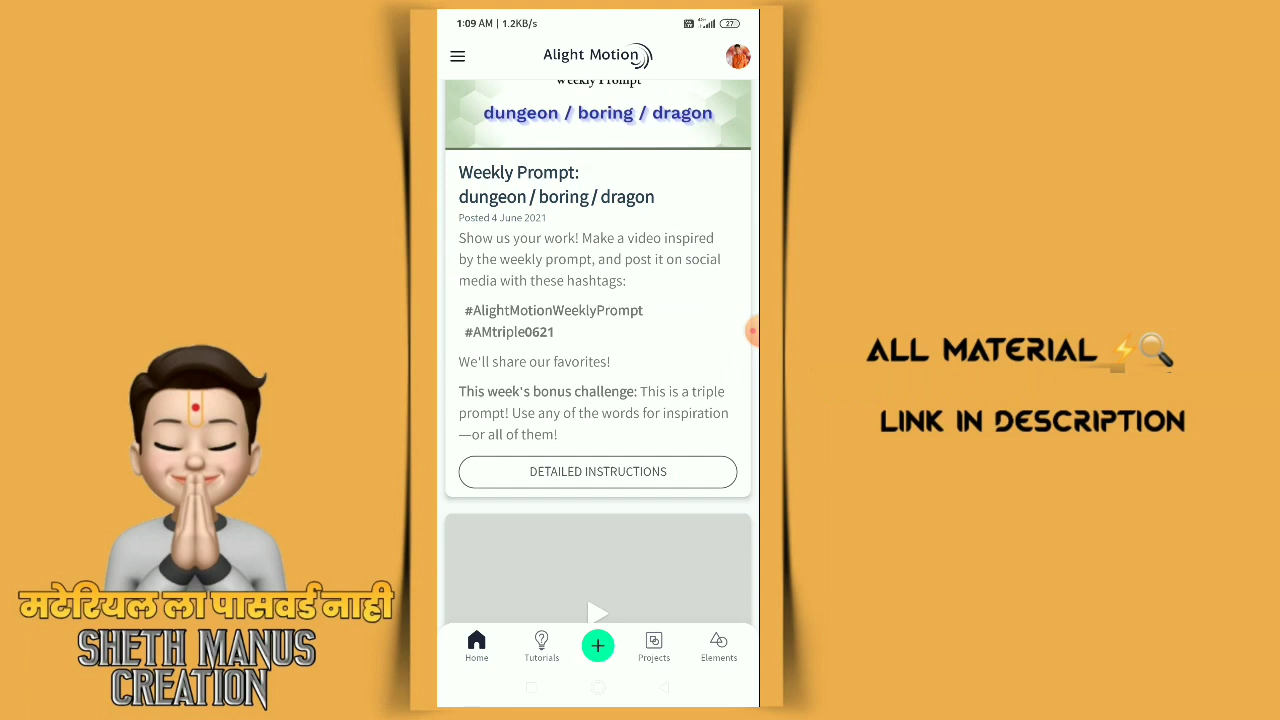 1:09 AM | 1.2KB/s
27
Alight Motion
Weekly Prompt
dungeon / boring / dragon
Weekly Prompt:
dungeon / boring / dragon
Posted 4 June 2021
Show us your work! Make a video inspired
by the weekly prompt, and post it on social
media with these hashtags:
#AlightMotionWeeklyPrompt
#AMtriple0621
We'll share our favorites!
This week's bonus challenge: This is a triple
prompt! Use any of the words for inspiration
—or all of them!
DETAILED INSTRUCTIONS
Home
Tutorials
Projects
Elements
ALL MATERIAL ⚡🔍
LINK IN DESCRIPTION
मटेरियल ला पासवर्ड नाही
SHETH MANUS
CREATION